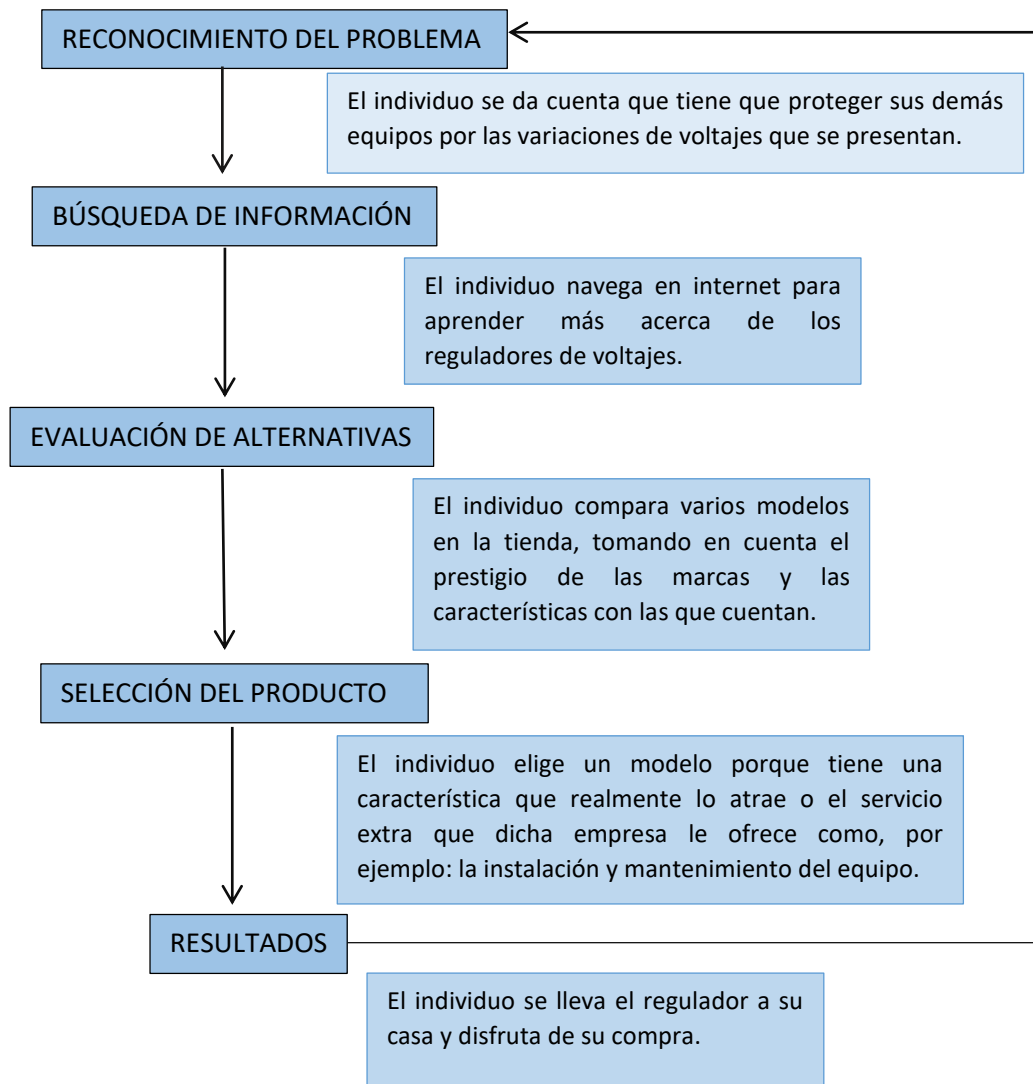 RECONOCIMIENTO DEL PROBLEMA
El individuo se da cuenta que tiene que proteger sus demás
equipos por las variaciones de voltajes que se presentan.
BÚSQUEDA DE INFORMACIÓN
El individuo navega en internet para
aprender más acerca de los
reguladores de voltajes.
EVALUACIÓN DE ALTERNATIVAS
El individuo compara varios modelos
en la tienda, tomando en cuenta el
prestigio de las marcas y las
características con las que cuentan.
SELECCIÓN DEL PRODUCTO
El individuo elige un modelo porque tiene una
característica que realmente lo atrae o el servicio
extra que dicha empresa le ofrece como, por
ejemplo: la instalación y mantenimiento del equipo.
RESULTADOS
El individuo se lleva el regulador a su
casa y disfruta de su compra.